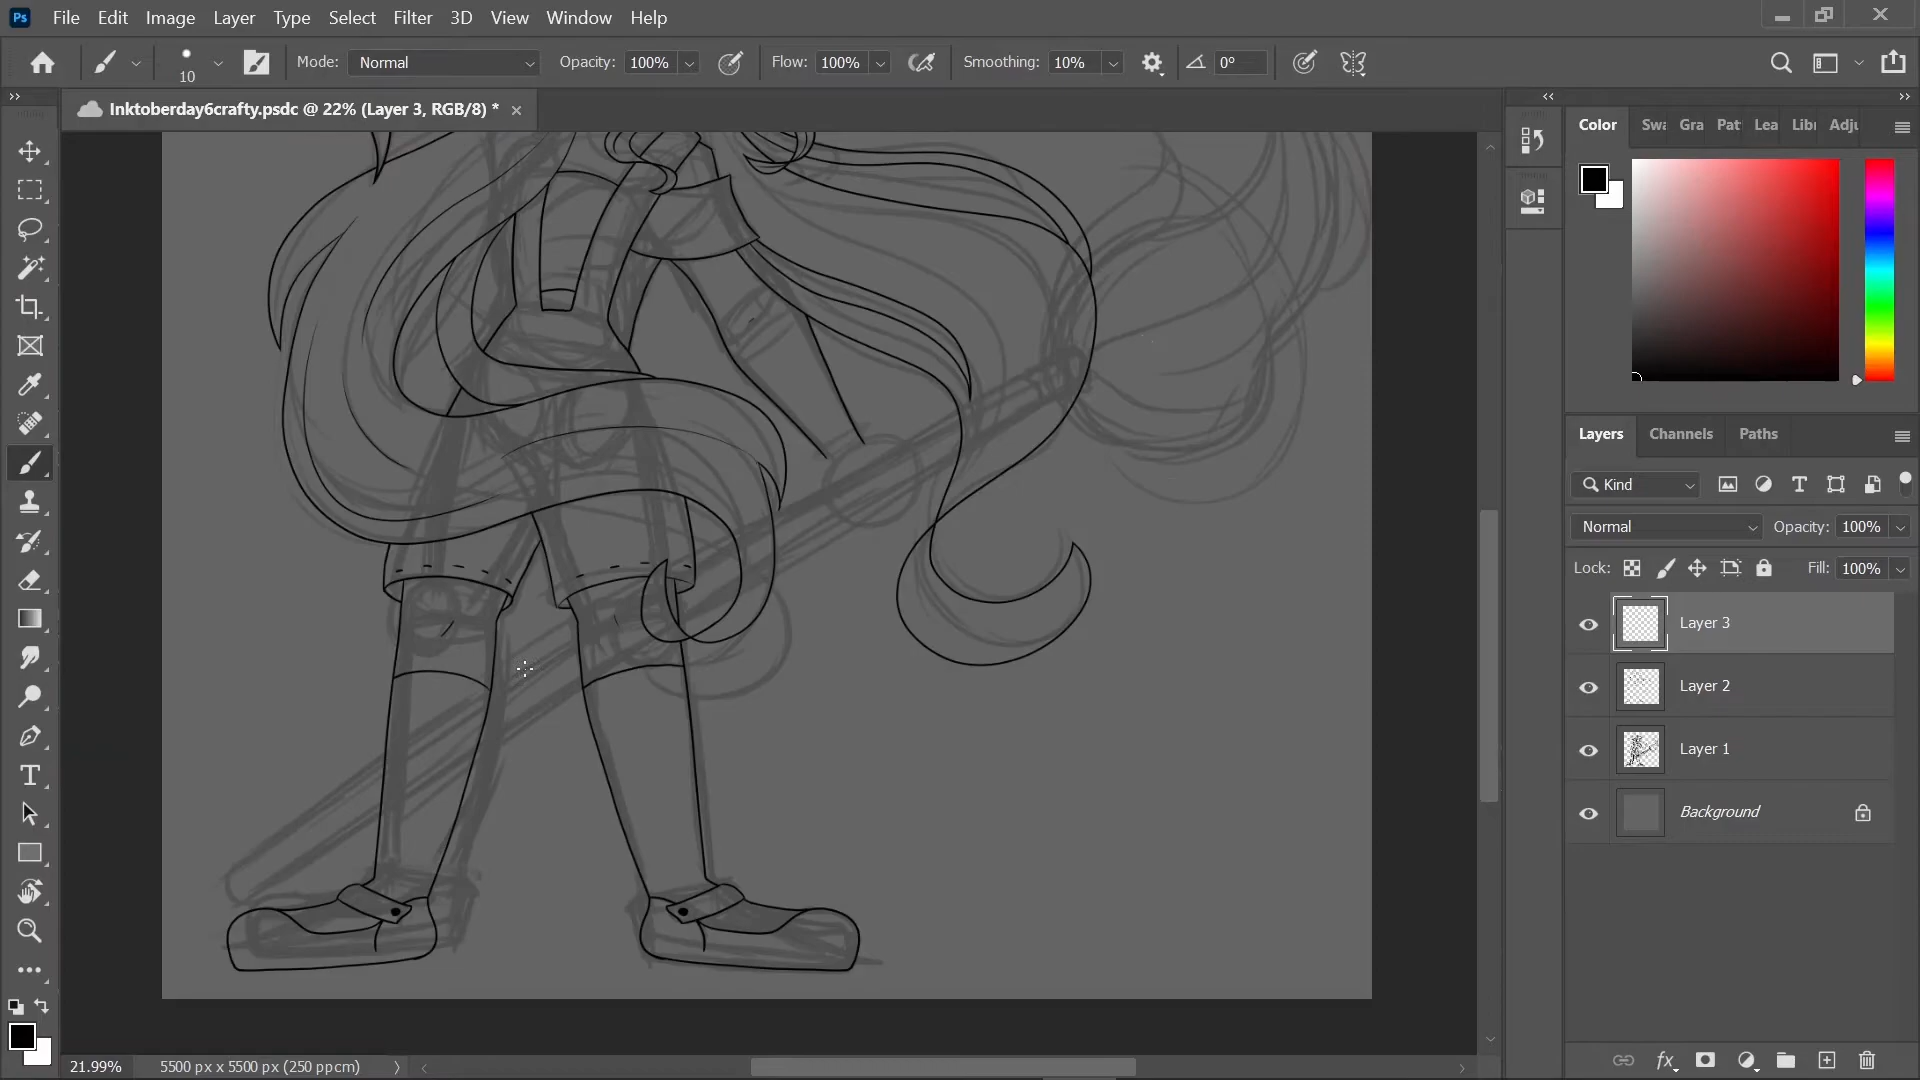 Ps File Edit Image Layer Type Select Filter 3D View Window Help
10 Mode: Normal Opacity: 100% Flow: 100% Smoothing: 10% 0°
Inktoberday6crafty.psdc @ 22% (Layer 3, RGB/8) *
Color Swa Gra Pat Lea Libr Adju
Layers Channels Paths
Kind
Normal Opacity: 100%
Lock: Fill: 100%
Layer 3
Layer 2
Layer 1
Background
fx
21.99% 5500 px x 5500 px (250 ppcm)